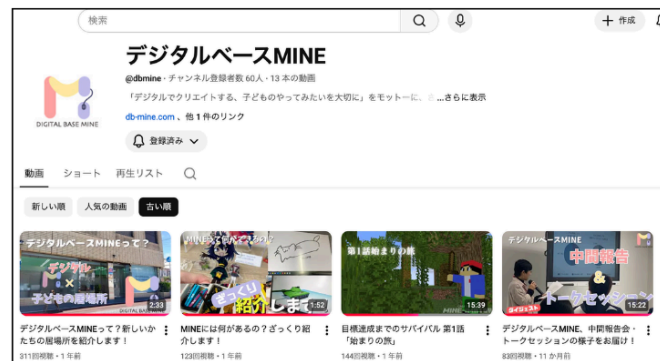 検索
作成
デジタルベースMINE
@dbmine・チャンネル登録者数 60人・13 本の動画
「デジタルでクリエイトする、子どものやってみたいを大切に」をモットーに、 ...さらに表示
db-mine.com 、他 1 件のリンク
DIGITAL BASE MINE
登録済み
動画 ショート 再生リスト
新しい順 人気の動画 古い順
デジタルベースMINEって？
デジタル
×
子どもの居場所
2:33
ざっくり
紹介します
1:52
第1話始まりの旅
MINE
15:39
デジタルベースMINE
中間報告
&
トークセッション
ダイジェスト
15:22
デジタルベースMINEって？新しいか
たちの居場所を紹介します！
311回視聴・1 年前
MINEには何があるの？ざっくり紹
介します！
123回視聴・1 年前
目標達成までのサバイバル 第1話
「始まりの旅」
144回視聴・1 年前
デジタルベースMINE、中間報告会・
トークセッションの様子をお届け！
83回視聴・11 か月前